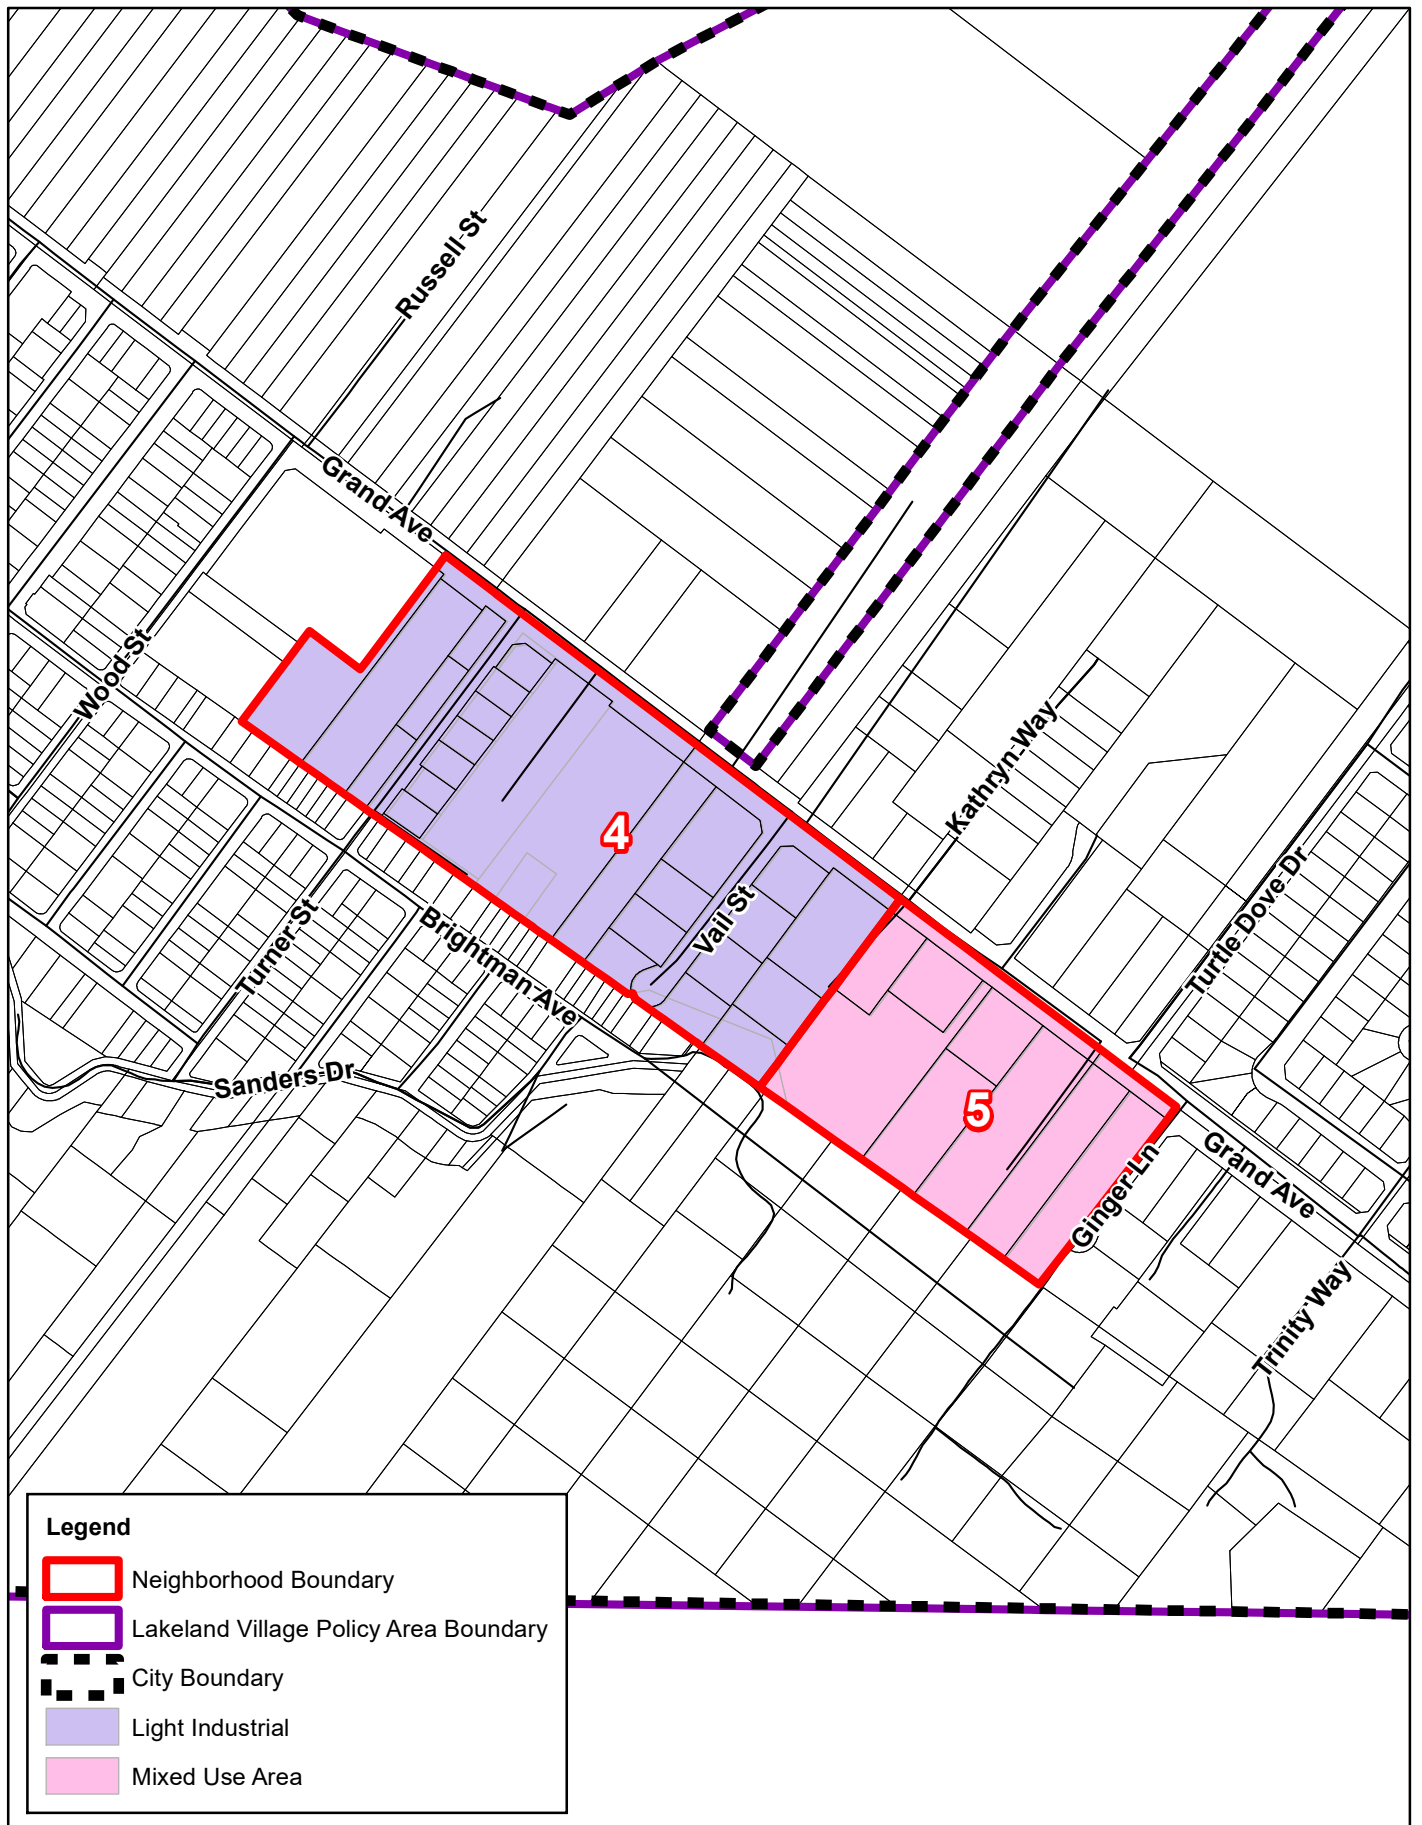 Russell St
Grand Ave
Wood St
Kathryn Way
4
Vail St
Turtle Dove Dr
Turner St
Brightman Ave
Sanders Dr
5
Ginger Ln
Grand Ave
Trinity Way
Legend
Neighborhood Boundary
Lakeland Village Policy Area Boundary
City Boundary
Light Industrial
Mixed Use Area